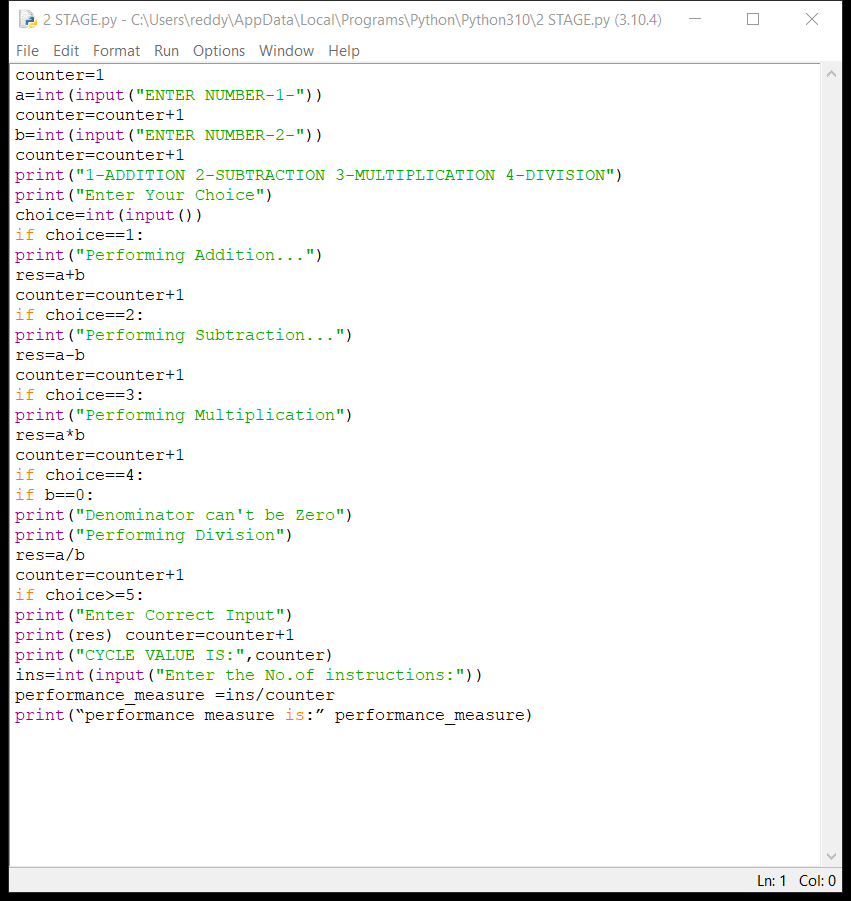 2 STAGE.py - C:\Users\reddy\AppData\Local\Programs\Python\Python310\2 STAGE.py (3.10.4)
File Edit Format Run Options Window Help
counter=1
a=int(input("ENTER NUMBER-1-"))
counter=counter+1
b=int(input("ENTER NUMBER-2-"))
counter=counter+1
print("1-ADDITION 2-SUBTRACTION 3-MULTIPLICATION 4-DIVISION")
print("Enter Your Choice")
choice=int(input())
if choice==1:
print("Performing Addition...")
res=a+b
counter=counter+1
if choice==2:
print("Performing Subtraction...")
res=a-b
counter=counter+1
if choice==3:
print("Performing Multiplication")
res=a*b
counter=counter+1
if choice==4:
if b==0:
print("Denominator can't be Zero")
print("Performing Division")
res=a/b
counter=counter+1
if choice>=5:
print("Enter Correct Input")
print(res) counter=counter+1
print("CYCLE VALUE IS:",counter)
ins=int(input("Enter the No.of instructions:"))
performance_measure =ins/counter
print(“performance measure is:” performance_measure)
Ln: 1 Col: 0